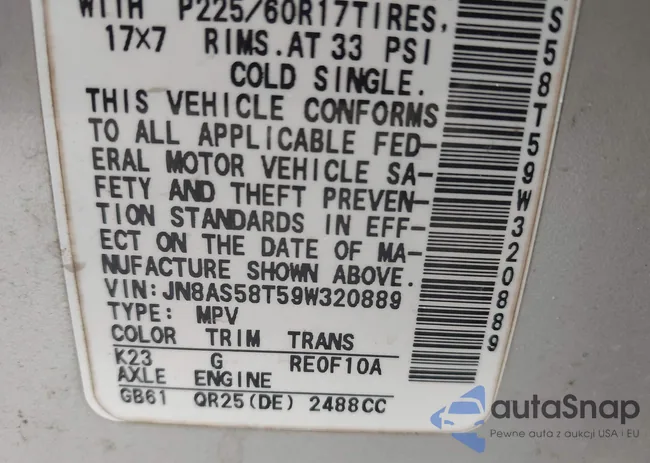 WITH P225/60R17TIRES,
17X7 RIMS.AT 33 PSI
COLD SINGLE.
THIS VEHICLE CONFORMS
TO ALL APPLICABLE FED-
ERAL MOTOR VEHICLE SA-
FETY AND THEFT PREVEN-
TION STANDARDS IN EFF-
ECT ON THE DATE OF MA-
NUFACTURE SHOWN ABOVE.
VIN:JN8AS58T59W320889
TYPE: MPV
COLOR TRIM TRANS
K23 G RE0F10A
AXLE ENGINE
GB61 QR25(DE) 2488CC
S58T59W320889
autaSnap
Pewne auta z aukcji USA i EU